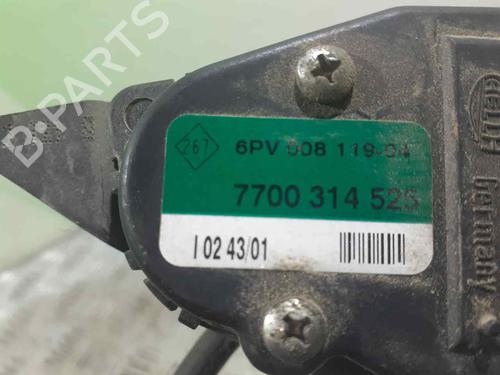 B-PARTS
267
6PV 008 119-04
7700 314 525
I 02 43/01
Hella
Germany